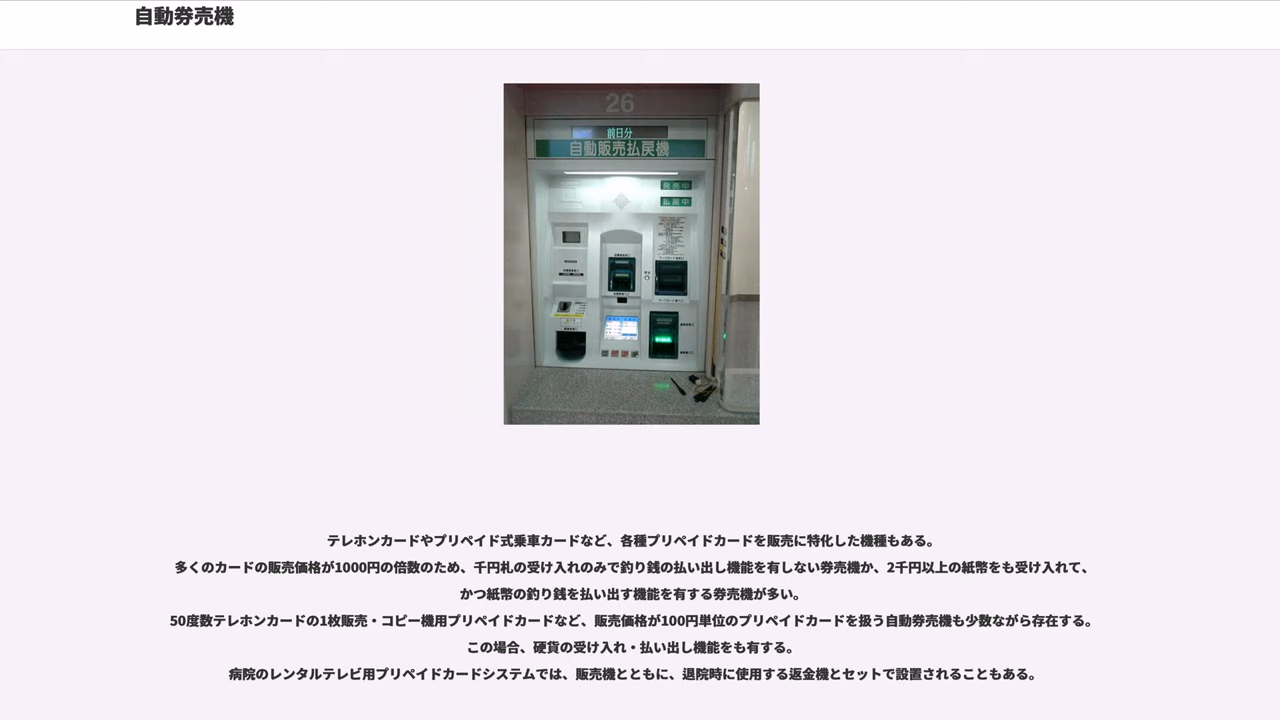 自動券売機
26
前日分
自動販売払戻機
発売中
払戻中
テレホンカードやプリペイド式乗車カードなど、各種プリペイドカードを販売に特化した機種もある。
多くのカードの販売価格が1000円の倍数のため、千円札の受け入れのみで釣り銭の払い出し機能を有しない券売機か、2千円以上の紙幣をも受け入れて、
かつ紙幣の釣り銭を払い出す機能を有する券売機が多い。
50度数テレホンカードの1枚販売・コピー機用プリペイドカードなど、販売価格が100円単位のプリペイドカードを扱う自動券売機も少数ながら存在する。
この場合、硬貨の受け入れ・払い出し機能をも有する。
病院のレンタルテレビ用プリペイドカードシステムでは、販売機とともに、退院時に使用する返金機とセットで設置されることもある。